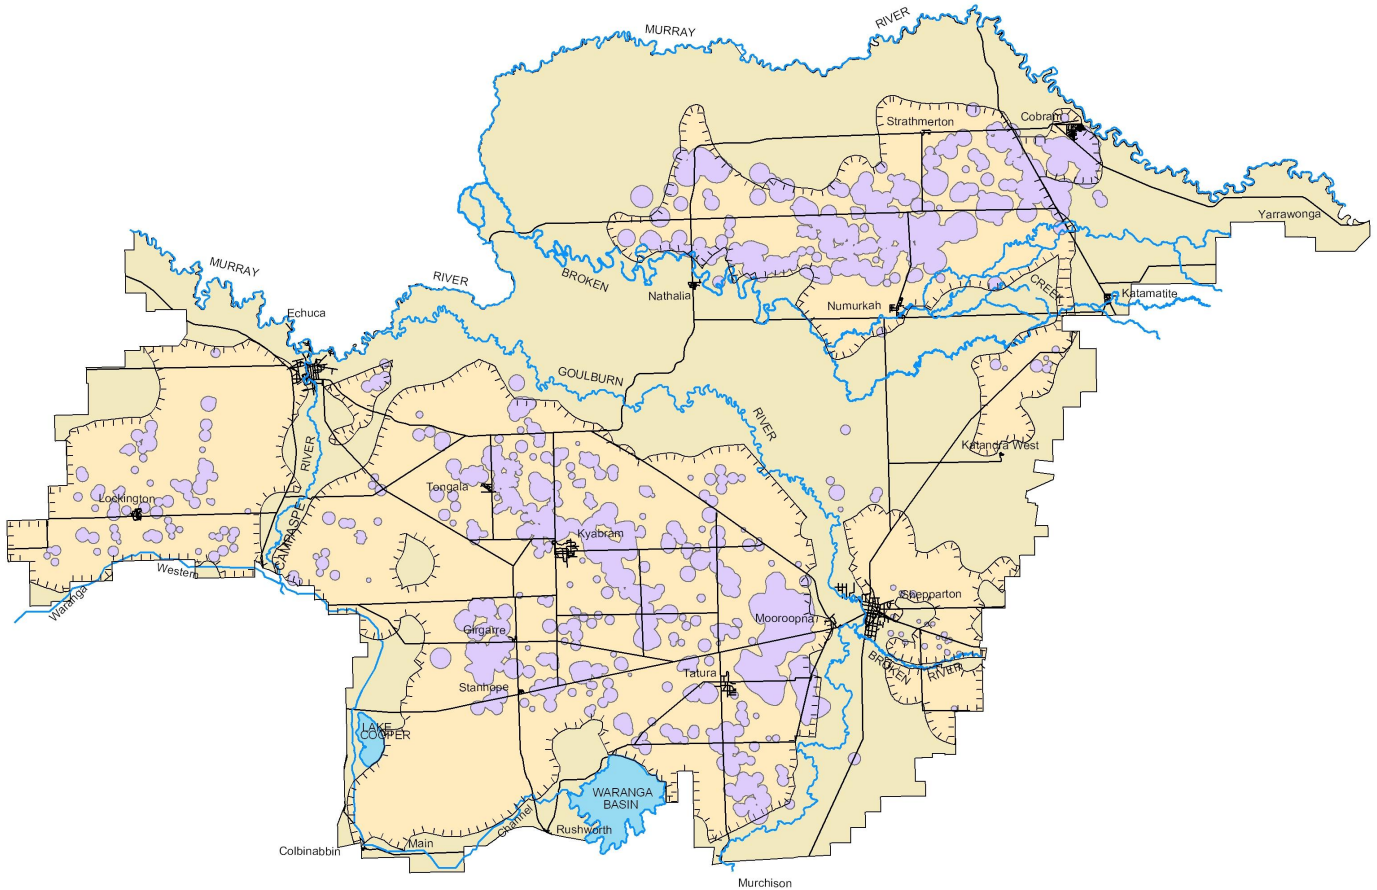 RIVER
MURRAY
Cobram
Strathmerton
Yarrawonga
MURRAY
RIVER
BROKEN
CREEK
Nathalia
Numurkah
Katamatite
Echuca
GOULBURN
RIVER
Katandra West
RIVER
CAMPASPE
Lockington
Tongala
Kyabram
Waranga
Western
Shepparton
Mooroopna
Girgarre
BROKEN
RIVER
Tatura
Stanhope
LAKE
COOPER
WARANGA
BASIN
Channel
Rushworth
Main
Colbinabbin
Murchison